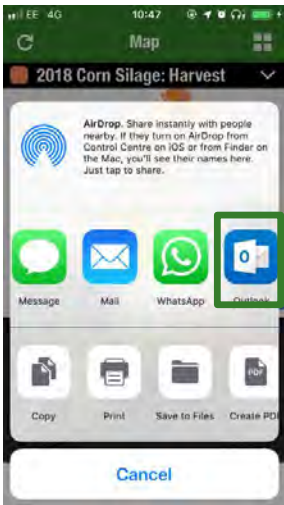 EE 4G 10:47
Map
2018 Corn Silage: Harvest
AirDrop. Share instantly with people
nearby. If they turn on AirDrop from
Control Centre on iOS or from Finder on
the Mac, you'll see their names here.
Just tap to share.
Message Mail WhatsApp Outlook
Copy Print Save to Files Create PDF
Cancel